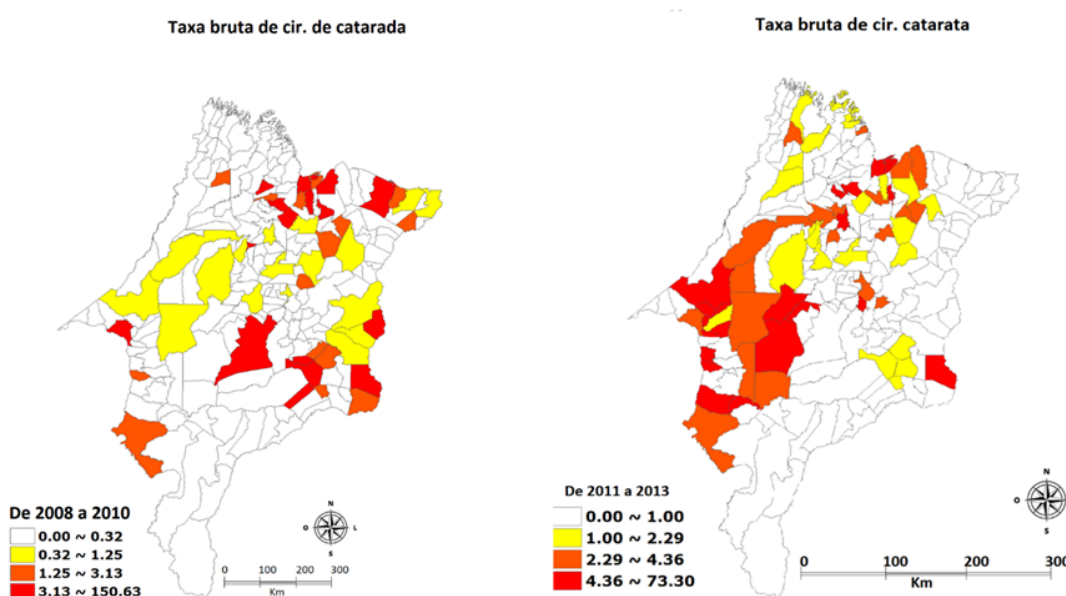 Taxa bruta de cir. de catarada
De 2008 a 2010
0.00 ~ 0.32
0.32 ~ 1.25
1.25 ~ 3.13
3.13 ~ 150.63
N
O L
S
0 50 100 200 300
Km
Taxa bruta de cir. catarata
De 2011 a 2013
0.00 ~ 1.00
1.00 ~ 2.29
2.29 ~ 4.36
4.36 ~ 73.30
N
O L
S
0 100 200 300
Km